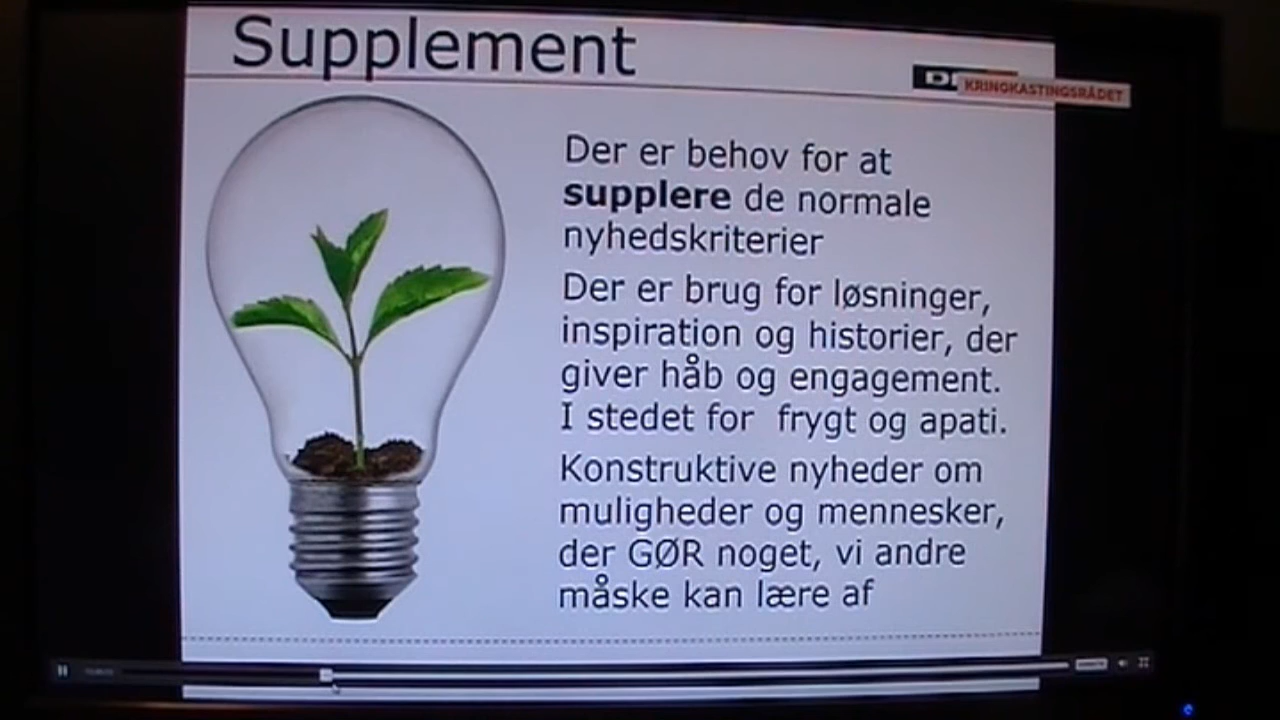 Supplement
KRINGKASTINGSRÅDET
Der er behov for at
supplere de normale
nyhedskriterier
Der er brug for løsninger,
inspiration og historier, der
giver håb og engagement.
I stedet for frygt og apati.
Konstruktive nyheder om
muligheder og mennesker,
der GØR noget, vi andre
måske kan lære af